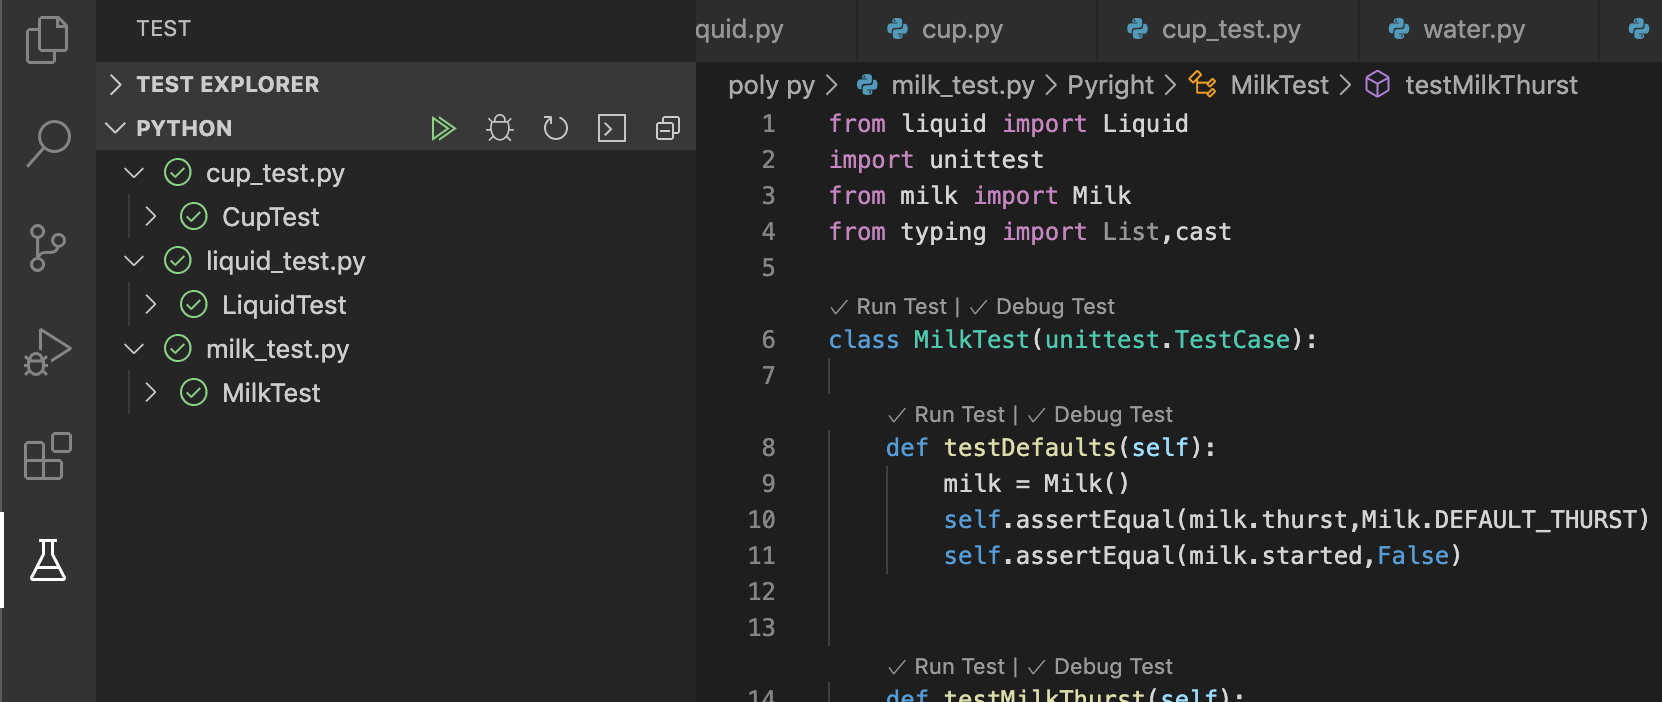 TEST
TEST EXPLORER
PYTHON
cup_test.py
CupTest
liquid_test.py
LiquidTest
milk_test.py
MilkTest
quid.py cup.py cup_test.py water.py
poly py > milk_test.py > Pyright > MilkTest > testMilkThurst
1 from liquid import Liquid
2 import unittest
3 from milk import Milk
4 from typing import List,cast
5
✓ Run Test | ✓ Debug Test
6 class MilkTest(unittest.TestCase):
7
✓ Run Test | ✓ Debug Test
8 def testDefaults(self):
9 milk = Milk()
10 self.assertEqual(milk.thurst,Milk.DEFAULT_THURST)
11 self.assertEqual(milk.started,False)
12
13
✓ Run Test | ✓ Debug Test
14 def testMilkThurst(self):